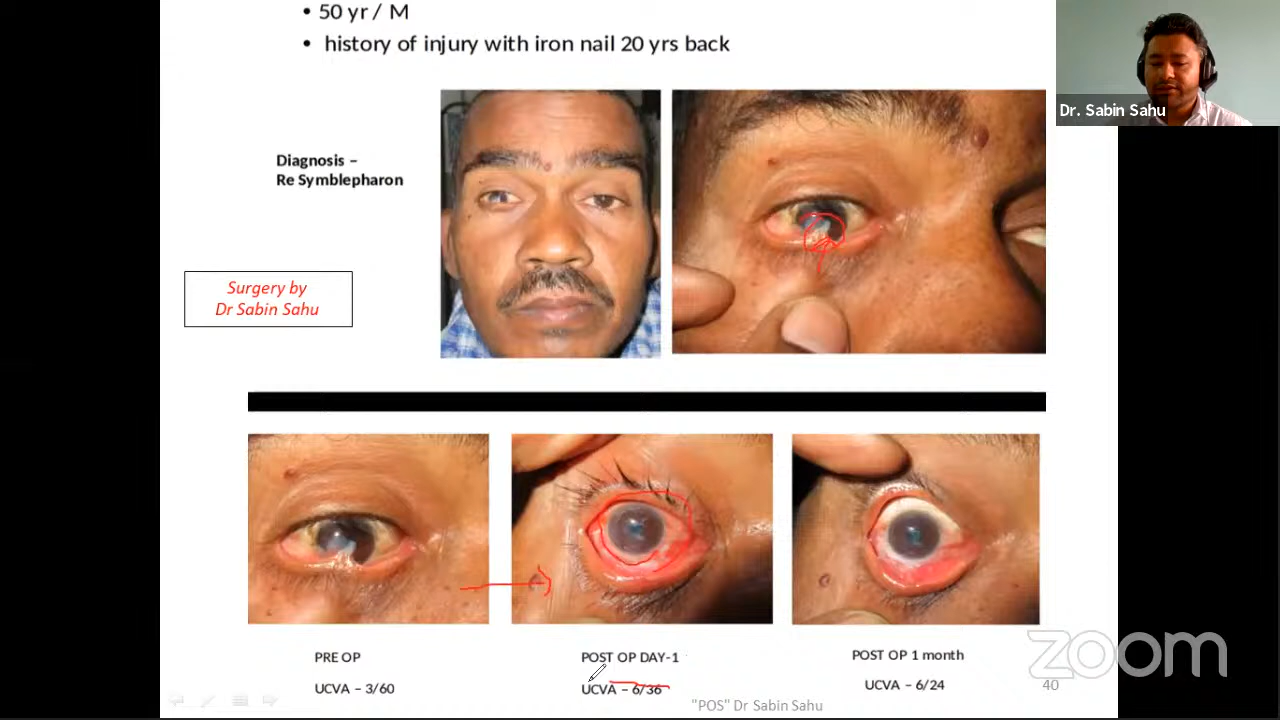 • 50 yr / M
• history of injury with iron nail 20 yrs back
Dr. Sabin Sahu
Diagnosis –
Re Symblepharon
Surgery by
Dr Sabin Sahu
PRE OP
UCVA – 3/60
POST OP DAY-1
UCVA – 6/36
POST OP 1 month
UCVA – 6/24
zoom
40
"POS" Dr Sabin Sahu